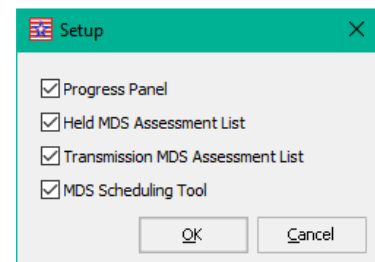 Setup
Progress Panel
Held MDS Assessment List
Transmission MDS Assessment List
MDS Scheduling Tool
OK Cancel